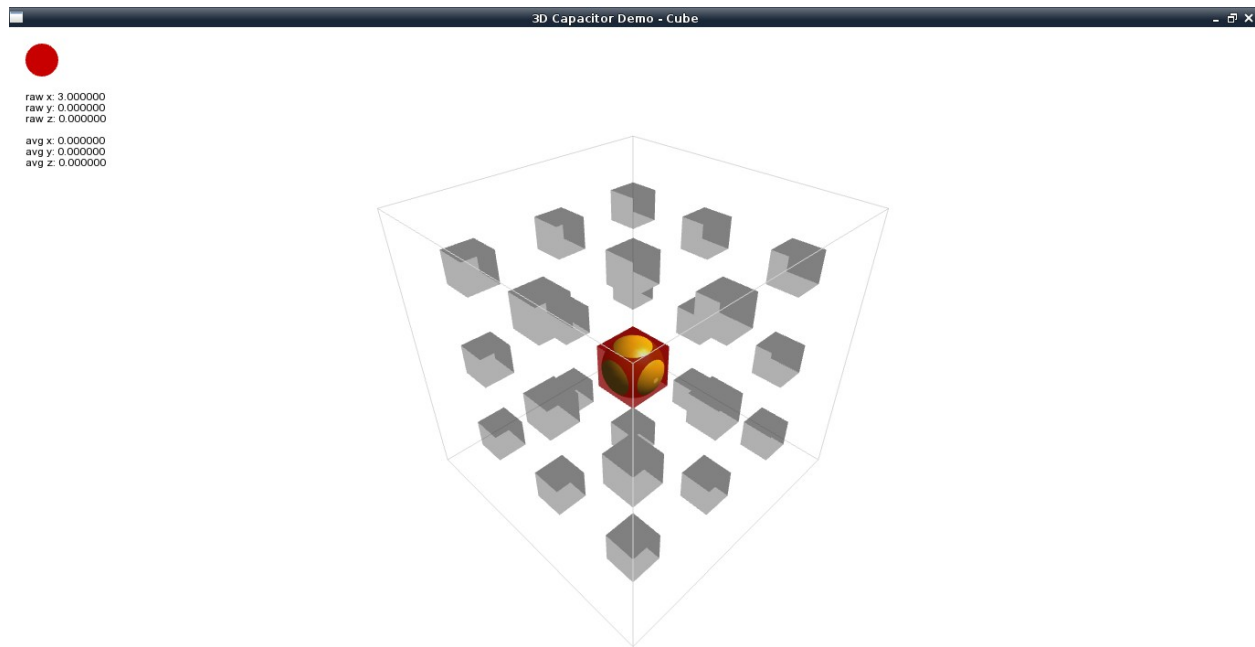 3D Capacitor Demo - Cube
raw x: 3.000000
raw y: 0.000000
raw z: 0.000000
avg x: 0.000000
avg y: 0.000000
avg z: 0.000000